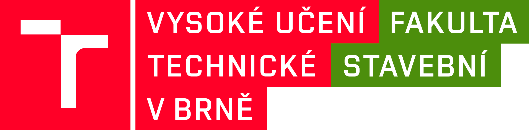 VYSOKÉ UČENÍ FAKULTA
TECHNICKÉ STAVEBNÍ
V BRNĚ